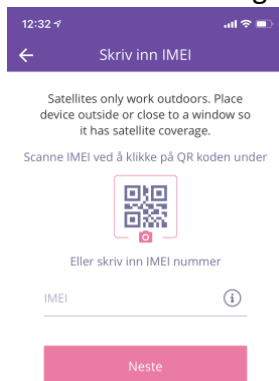 12:32
Skriv inn IMEI
Satellites only work outdoors. Place
device outside or close to a window so
it has satellite coverage.
Scanne IMEI ved å klikke på QR koden under
Eller skriv inn IMEI nummer
IMEI
Neste